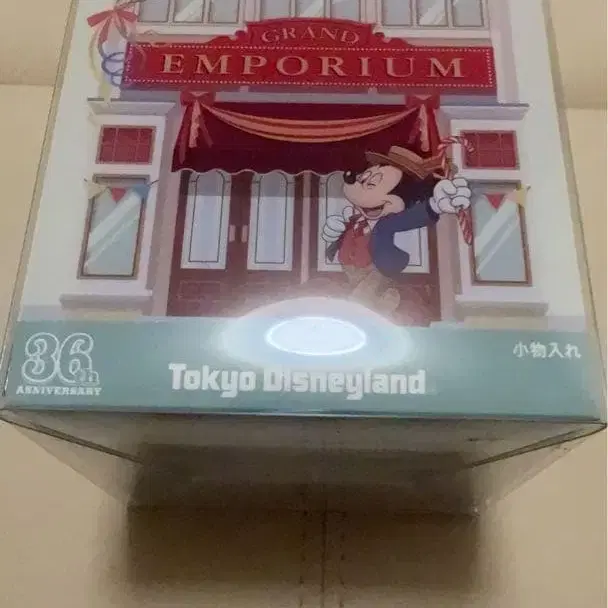 GRAND
EMPORIUM
小物入れ
36th
ANNIVERSARY
Tokyo Disneyland